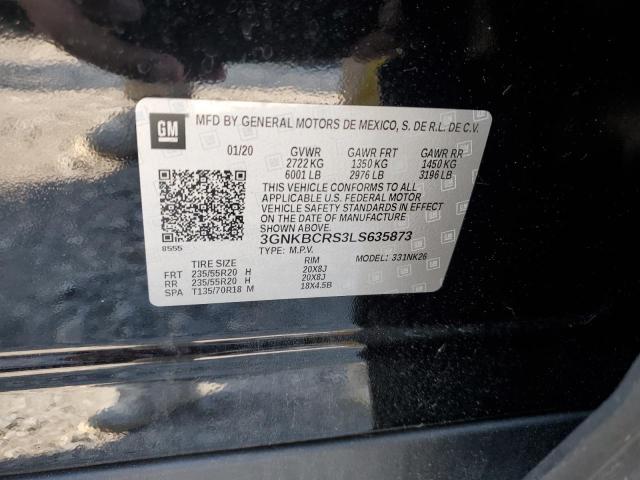 GM
MFD BY GENERAL MOTORS DE MEXICO, S. DE R.L. DE C.V.
01/20 GVWR GAWR FRT GAWR RR
2722 KG 1350 KG 1450 KG
6001 LB 2976 LB 3196 LB
THIS VEHICLE CONFORMS TO ALL
APPLICABLE U.S. FEDERAL MOTOR
VEHICLE SAFETY STANDARDS IN EFFECT
ON THE DATE OF MANUFACTURE
SHOWN ABOVE.
3GNKBCRS3LS635873
8555
TYPE: M.P.V. MODEL: 331NK26
TIRE SIZE RIM
FRT 235/55R20 H 20X8J
RR 235/55R20 H 20X8J
SPA T135/70R18 M 18X4.5B